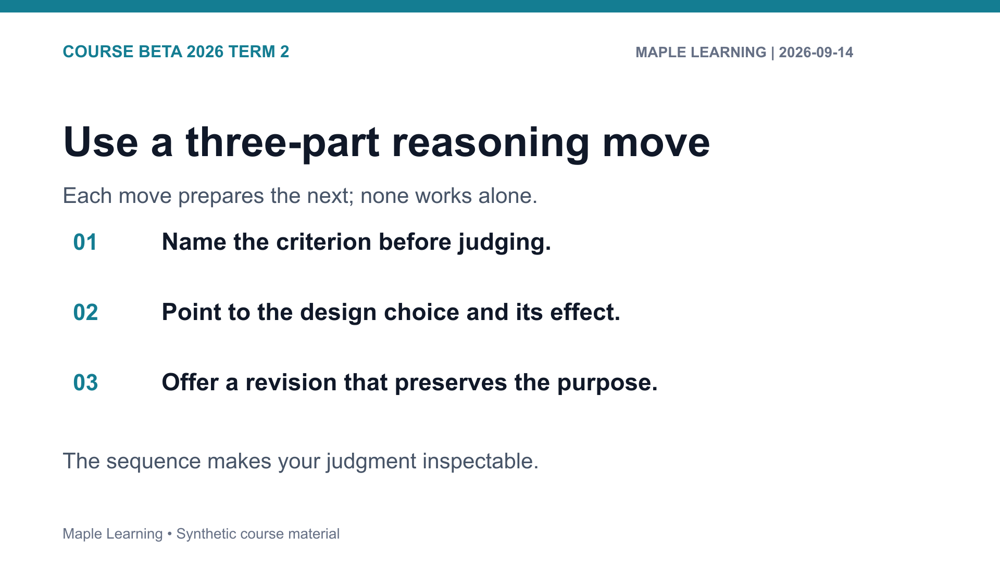 COURSE BETA 2026 TERM 2
MAPLE LEARNING | 2026-09-14
Use a three-part reasoning move
Each move prepares the next; none works alone.
01 Name the criterion before judging.
02 Point to the design choice and its effect.
03 Offer a revision that preserves the purpose.
The sequence makes your judgment inspectable.
Maple Learning • Synthetic course material